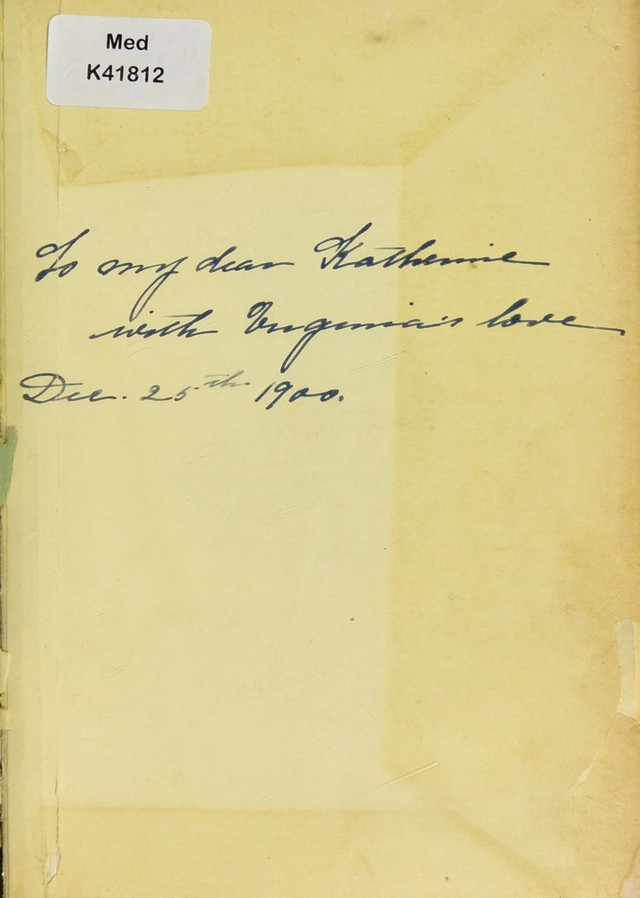 Med
K41812
To my dear Katherine
with Virginia's love
Dec. 25th 1900.